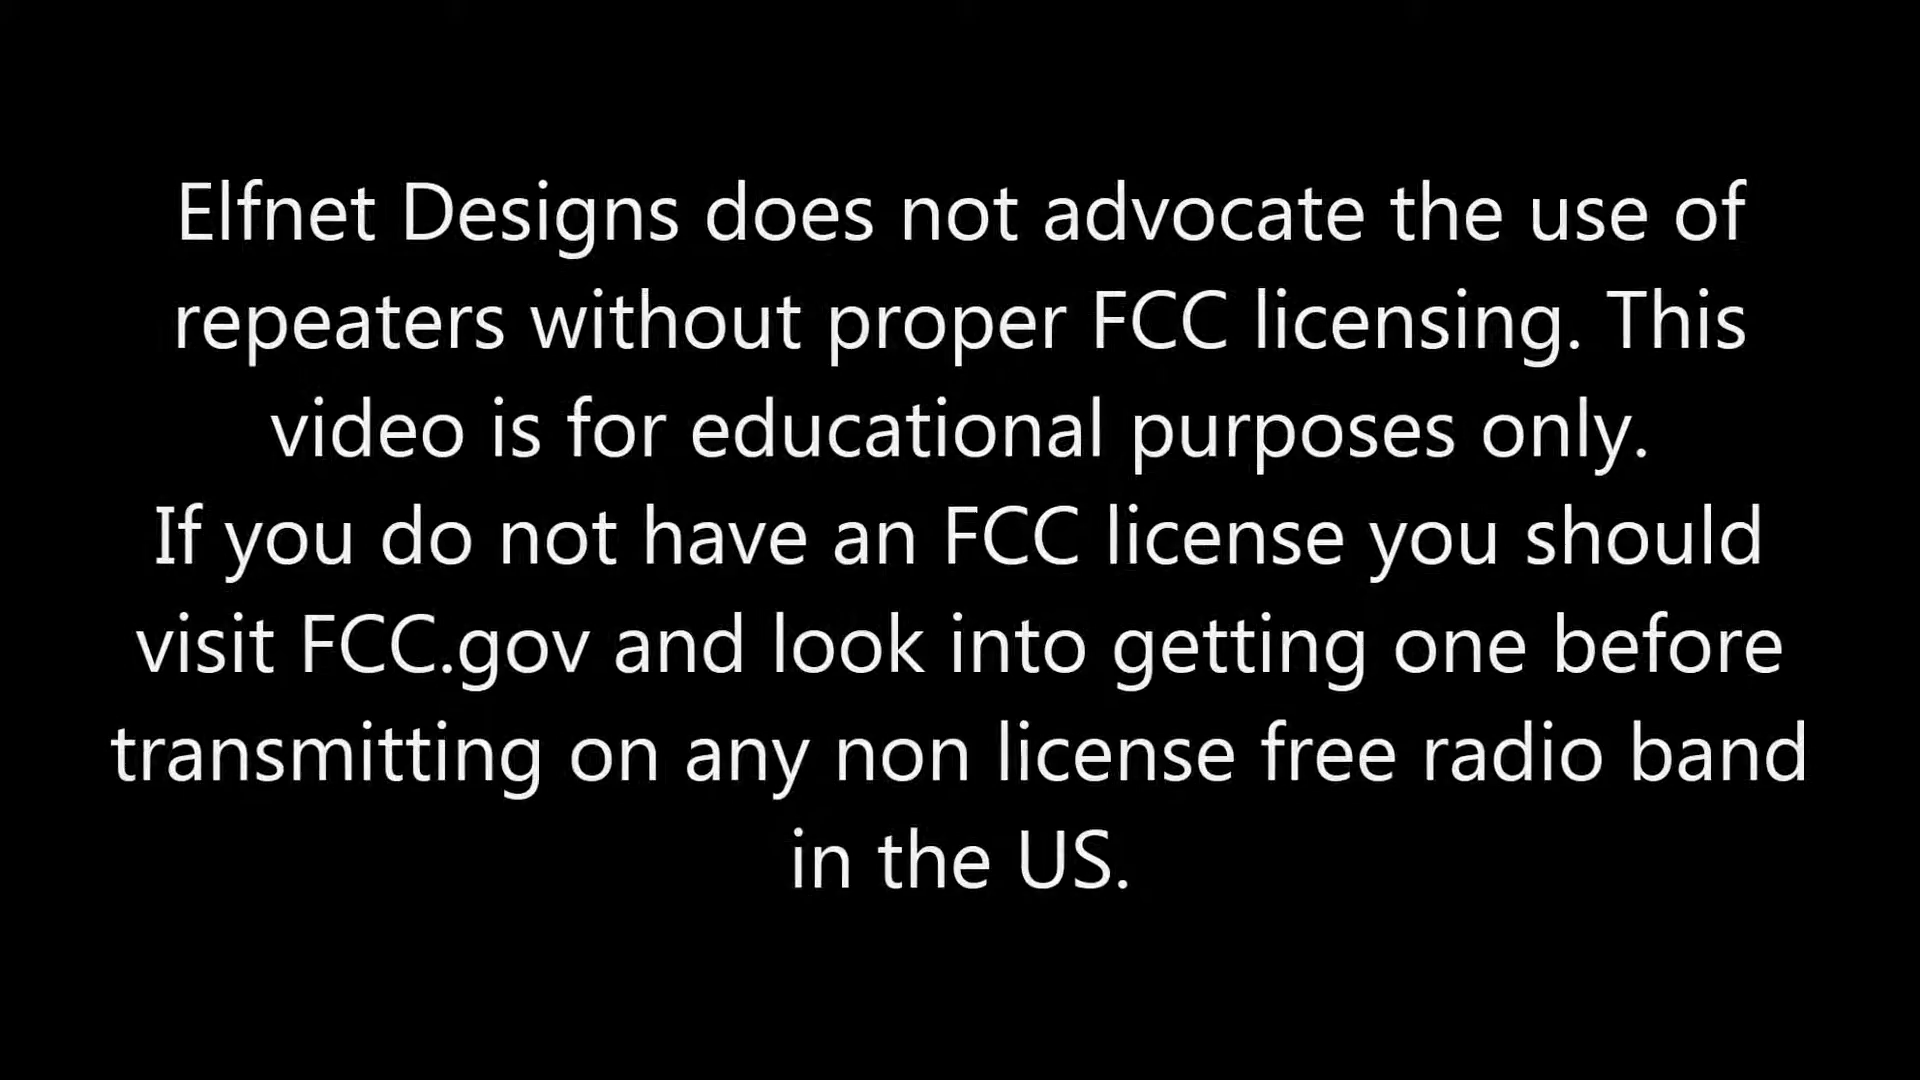 Elfnet Designs does not advocate the use of
repeaters without proper FCC licensing. This
video is for educational purposes only.
If you do not have an FCC license you should
visit FCC.gov and look into getting one before
transmitting on any non license free radio band
in the US.